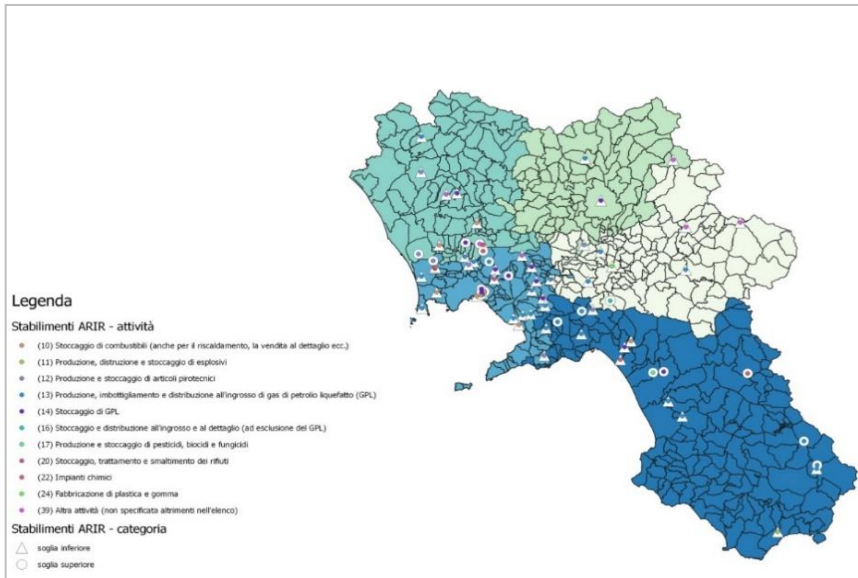 Legenda
Stabilimenti ARIR - attività
(10) Stoccaggio di combustibili (anche per il riscaldamento, la vendita al dettaglio ecc.)
(11) Produzione, distruzione e stoccaggio di esplosivi
(12) Produzione e stoccaggio di articoli pirotecnici
(13) Produzione, imbottigliamento e distribuzione all'ingrosso di gas di petrolio liquefatto (GPL)
(14) Stoccaggio di GPL
(16) Stoccaggio e distribuzione all'ingrosso e al dettaglio (ad esclusione del GPL)
(17) Produzione e stoccaggio di pesticidi, biocidi e fungicidi
(20) Stoccaggio, trattamento e smaltimento dei rifiuti
(22) Impianti chimici
(24) Fabbricazione di plastica e gomma
(39) Altra attività (non specificata altrimenti nell'elenco)
Stabilimenti ARIR - categoria
soglia inferiore
soglia superiore